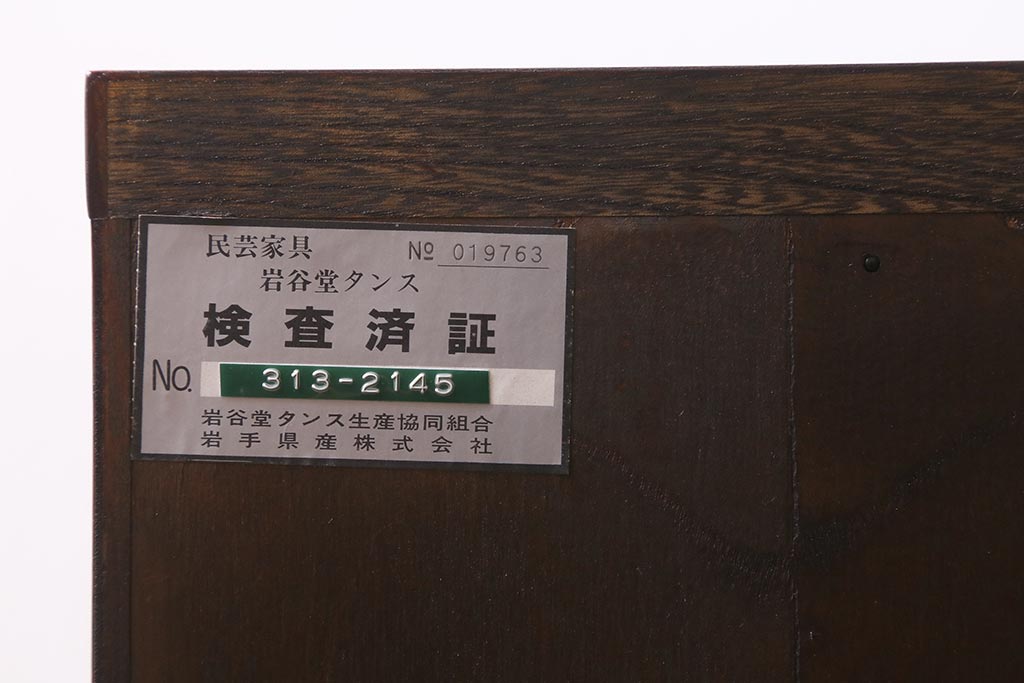 民芸家具 № 019763
岩谷堂タンス
検査済証
No. 313-2145
岩谷堂タンス生産協同組合
岩手県産株式会社